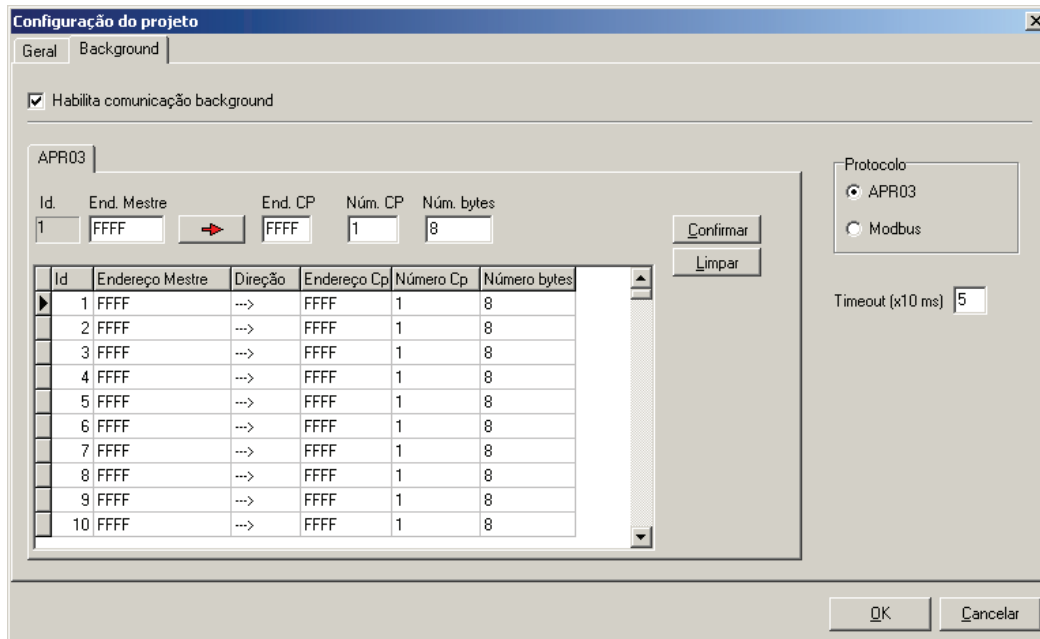 Configuração do projeto
Geral Background
Habilita comunicação background
APR03
Id. End. Mestre End. CP Núm. CP Núm. bytes
1 FFFF FFFF 1 8
Confirmar
Limpar
Id Endereço Mestre Direção Endereço Cp Número Cp Número bytes
1 FFFF ---> FFFF 1 8
2 FFFF ---> FFFF 1 8
3 FFFF ---> FFFF 1 8
4 FFFF ---> FFFF 1 8
5 FFFF ---> FFFF 1 8
6 FFFF ---> FFFF 1 8
7 FFFF ---> FFFF 1 8
8 FFFF ---> FFFF 1 8
9 FFFF ---> FFFF 1 8
10 FFFF ---> FFFF 1 8
Protocolo
APR03
Modbus
Timeout (x10 ms) 5
OK Cancelar